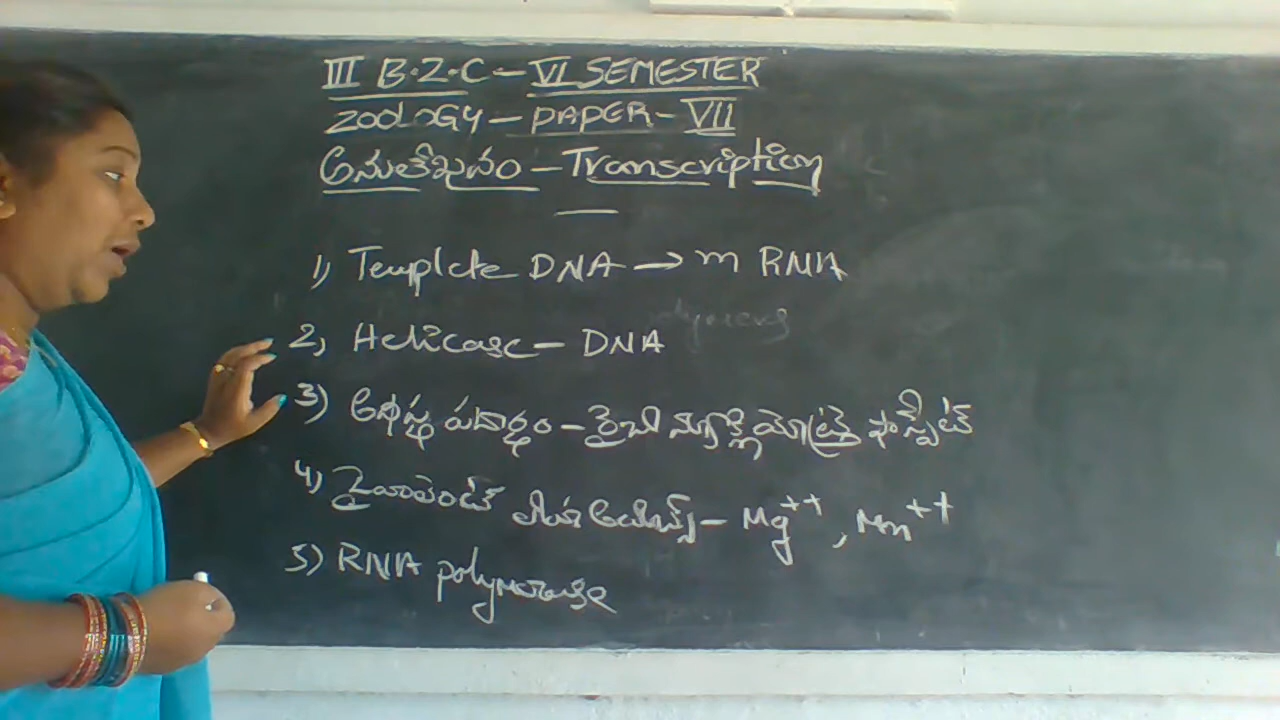 III B.Z.C - VI SEMESTER
ZOOLOGY - PAPER - VII
అనులేఖనం - Transcription
1) Template DNA → m RNA
2) Helicase - DNA
3) అధస్థ పదార్థం - రైబో న్యూక్లియోటైడ్ ట్రై ఫాస్ఫేట్
4) డైవాలెంట్ లోహ అయాన్స్ - Mg++, Mn++
5) RNA polymerase